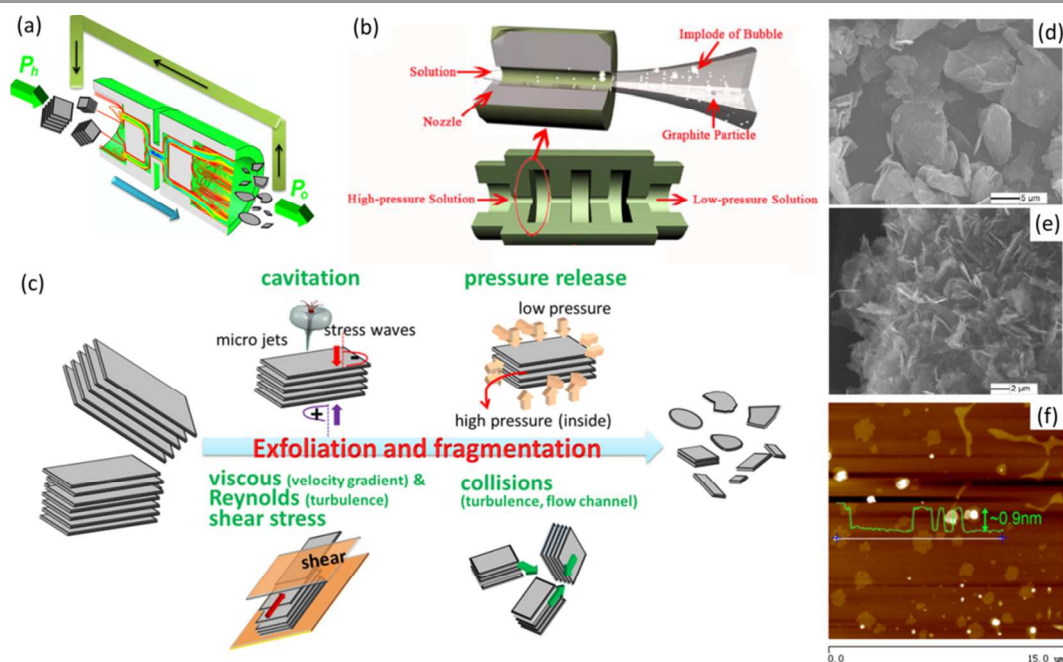 (a)
P_h
P_o
(b)
Implode of Bubble
Solution
Nozzle
Graphite Particle
High-pressure Solution
Low-pressure Solution
(c)
cavitation
pressure release
micro jets
stress waves
low pressure
-
+
high pressure (inside)
Exfoliation and fragmentation
viscous (velocity gradient) &
Reynolds (turbulence)
shear stress
collisions
(turbulence, flow channel)
shear
(d)
5 μm
(e)
2 μm
(f)
~0.9nm
0.0